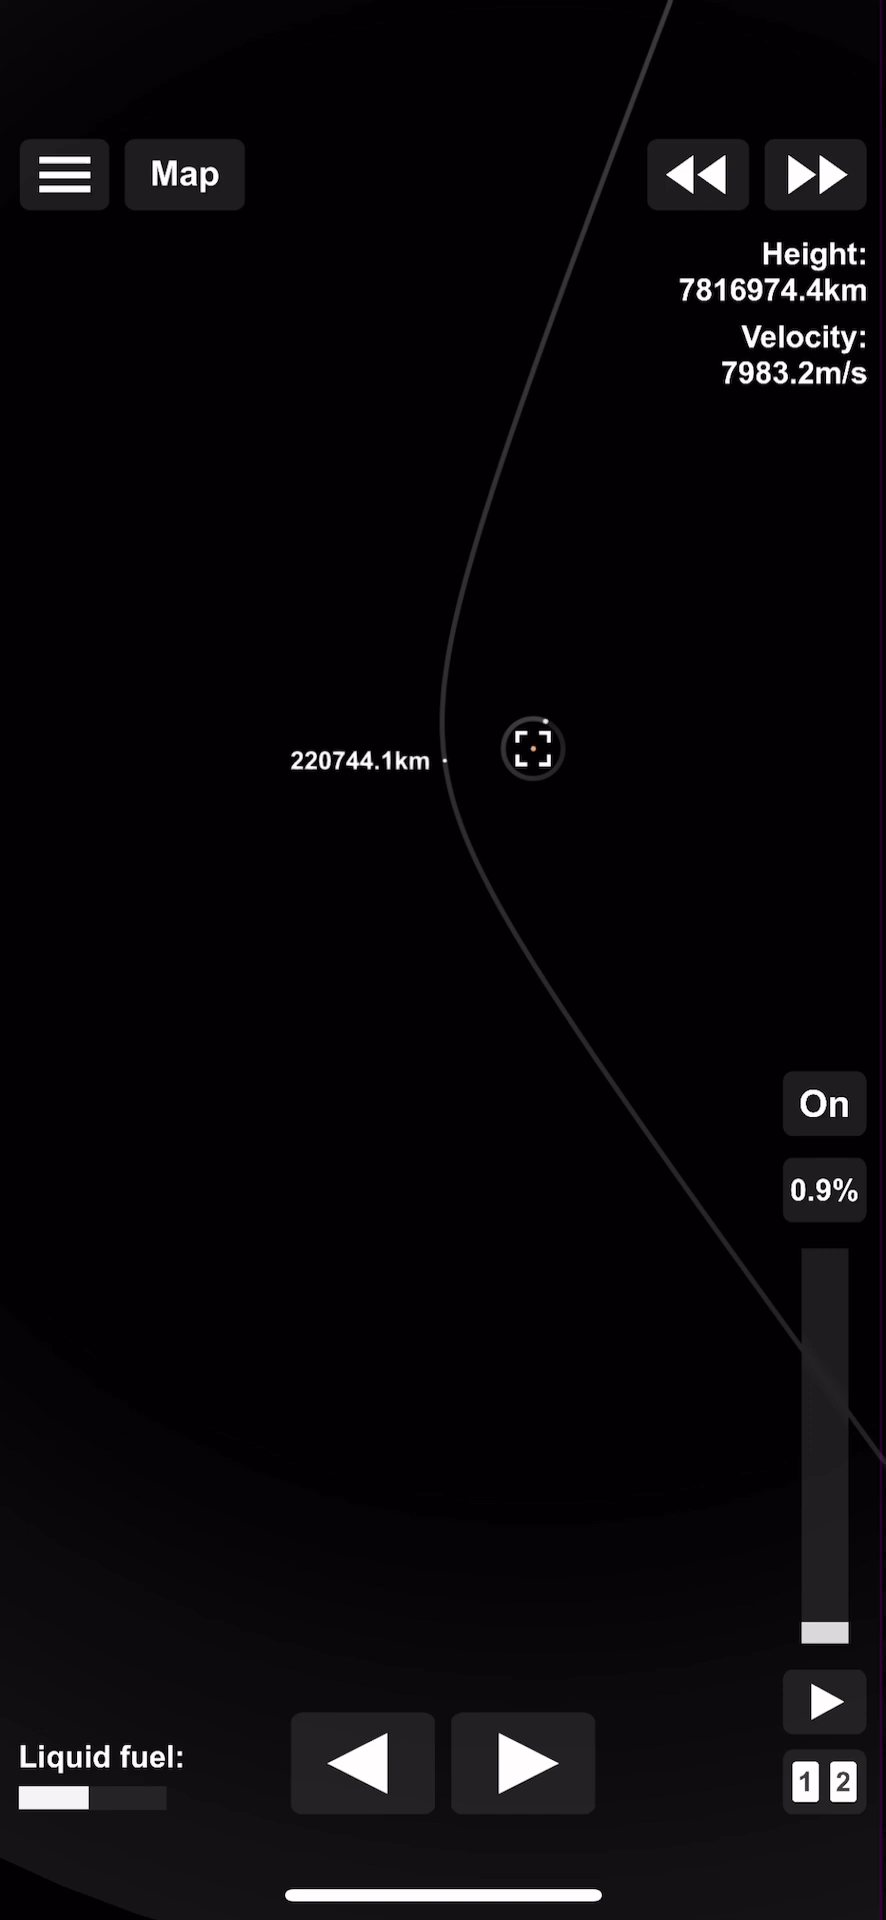 Map
Height:
7816974.4km
Velocity:
7983.2m/s
220744.1km
On
0.9%
Liquid fuel:
1 2